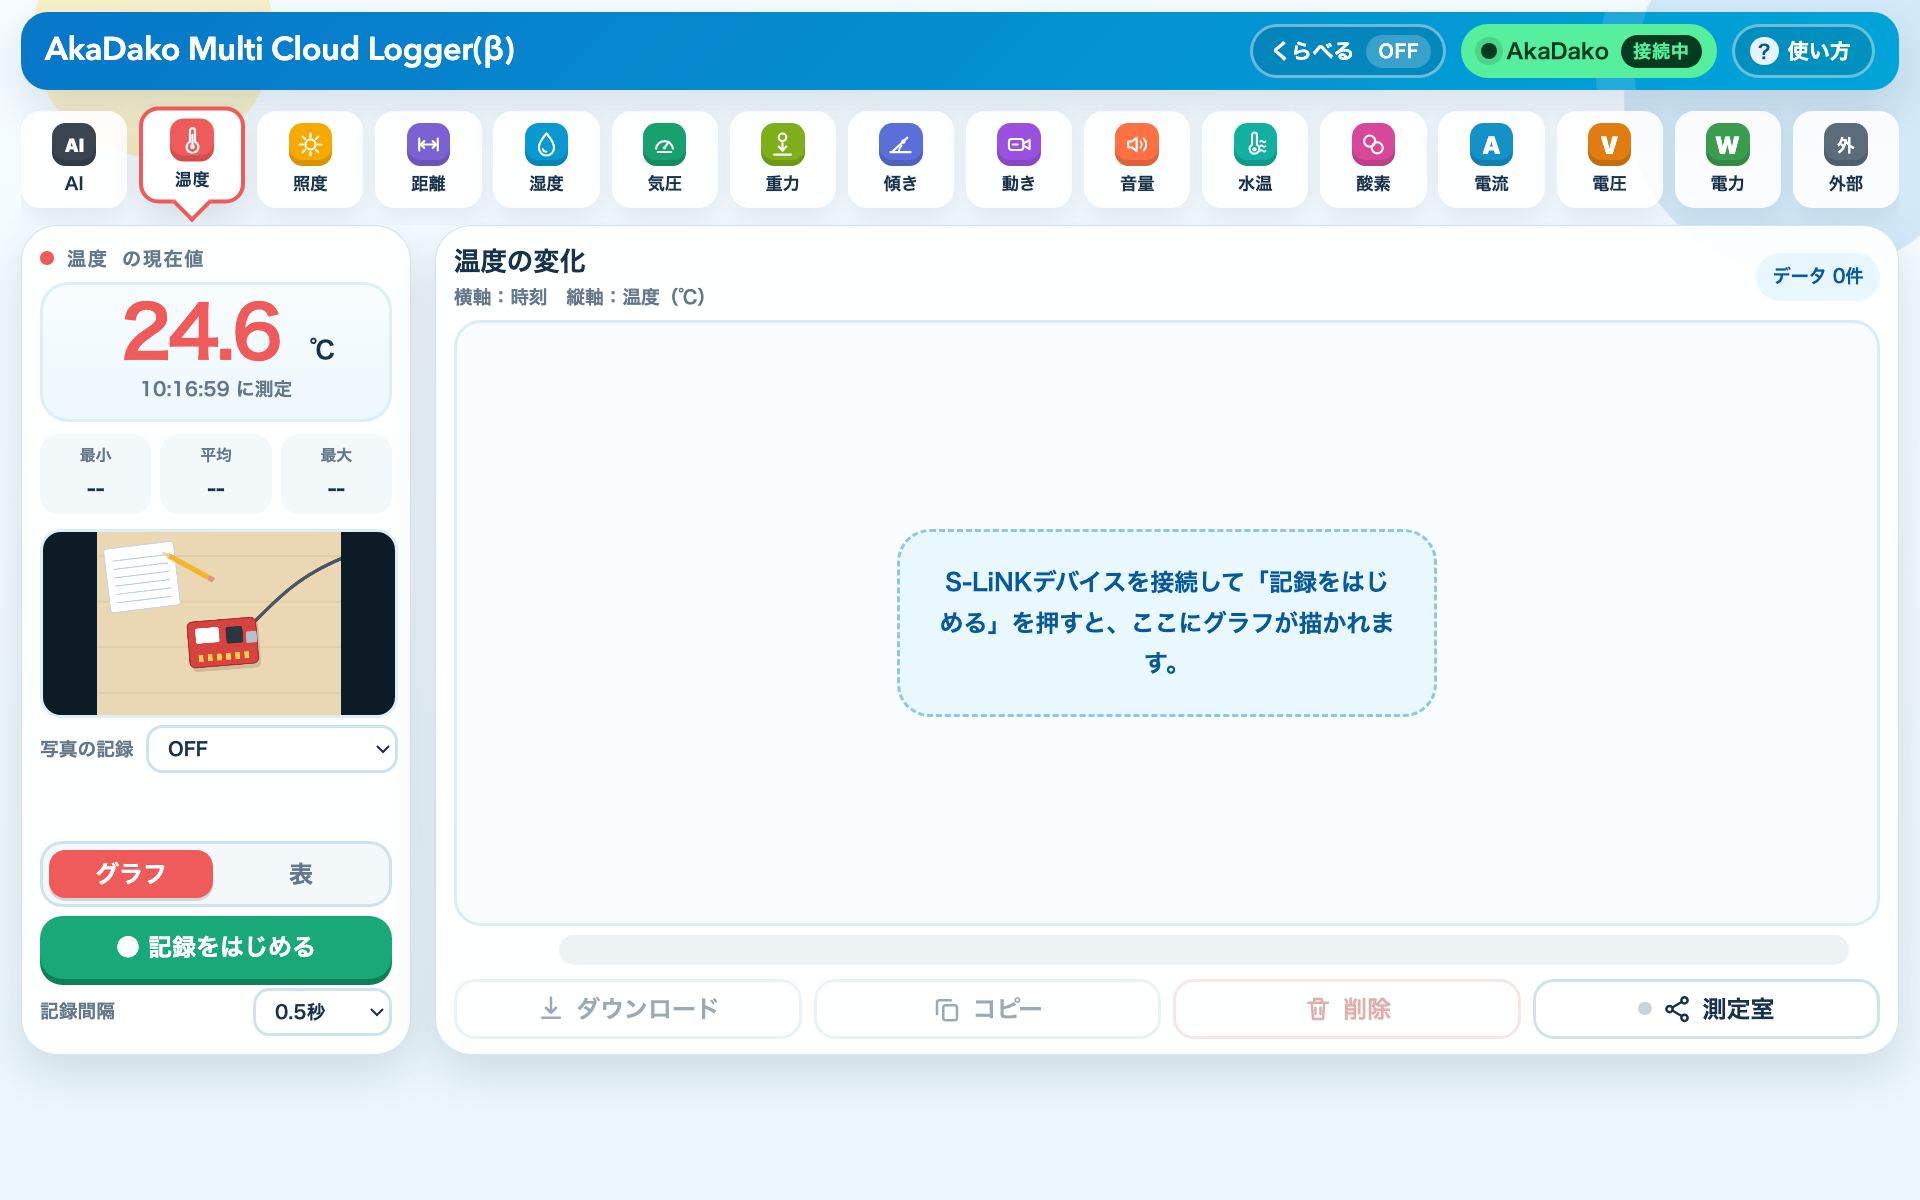 AkaDako Multi Cloud Logger(β)
くらべる OFF
AkaDako 接続中
? 使い方
AI AI
温度
照度
距離
湿度
気圧
重力
傾き
動き
音量
水温
酸素
A 電流
V 電圧
W 電力
外 外部
温度 の現在値
24.6 ℃
10:16:59 に測定
最小 --
平均 --
最大 --
写真の記録 OFF
グラフ 表
記録をはじめる
記録間隔 0.5秒
温度の変化
横軸：時刻 縦軸：温度（℃）
データ 0件
S-LiNKデバイスを接続して「記録をはじ
める」を押すと、ここにグラフが描かれま
す。
ダウンロード
コピー
削除
測定室